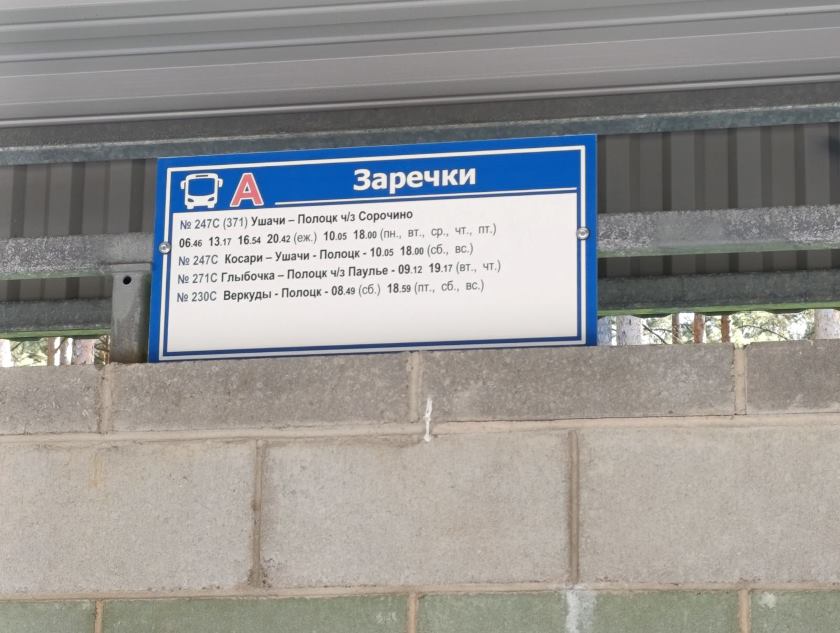 А Заречки
№ 247С (371) Ушачи – Полоцк ч/з Сорочино
06.46 13.17 16.54 20.42 (еж.) 10.05 18.00 (пн., вт., ср., чт., пт.)
№ 247С Косари – Ушачи - Полоцк - 10.05 18.00 (сб., вс.)
№ 271С Глыбочка – Полоцк ч/з Паулье - 09.12 19.17 (вт., чт.)
№ 230С Веркуды - Полоцк - 08.49 (сб.) 18.59 (пт., сб., вс.)